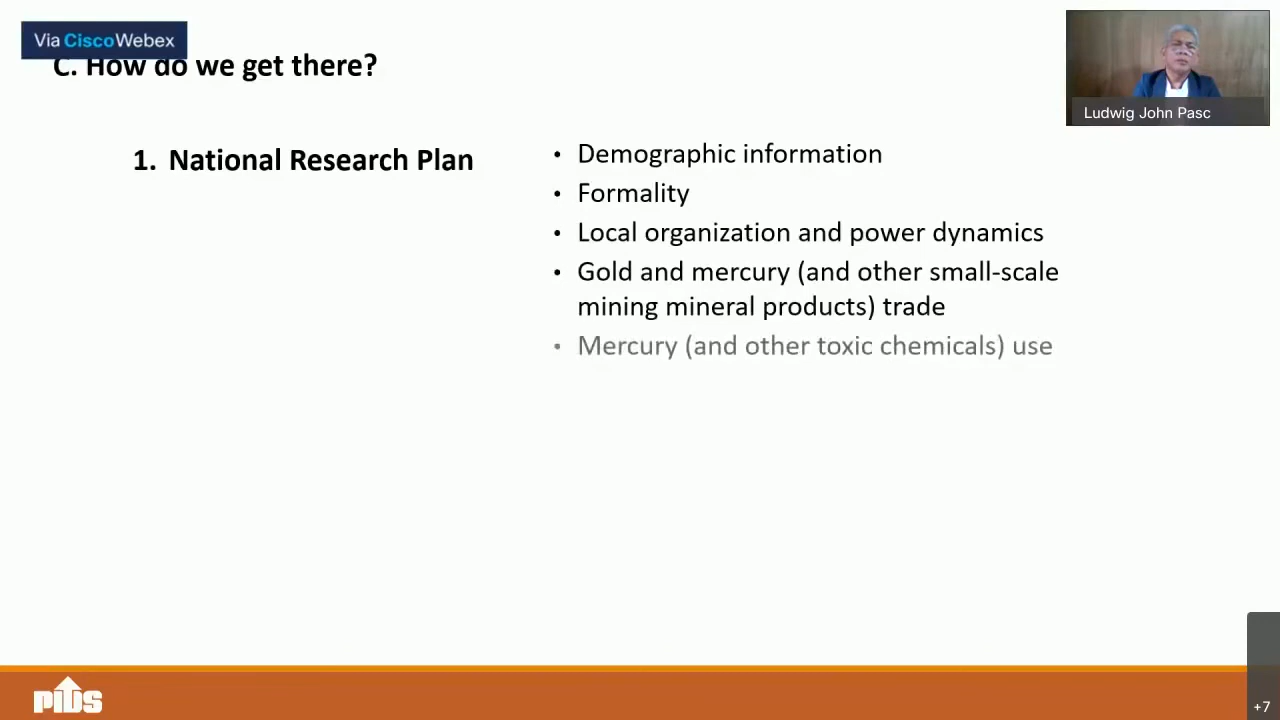 Via CiscoWebex
C. How do we get there?
Ludwig John Pasc
1. National Research Plan
• Demographic information
• Formality
• Local organization and power dynamics
• Gold and mercury (and other small-scale
mining mineral products) trade
• Mercury (and other toxic chemicals) use
PIDS
+7